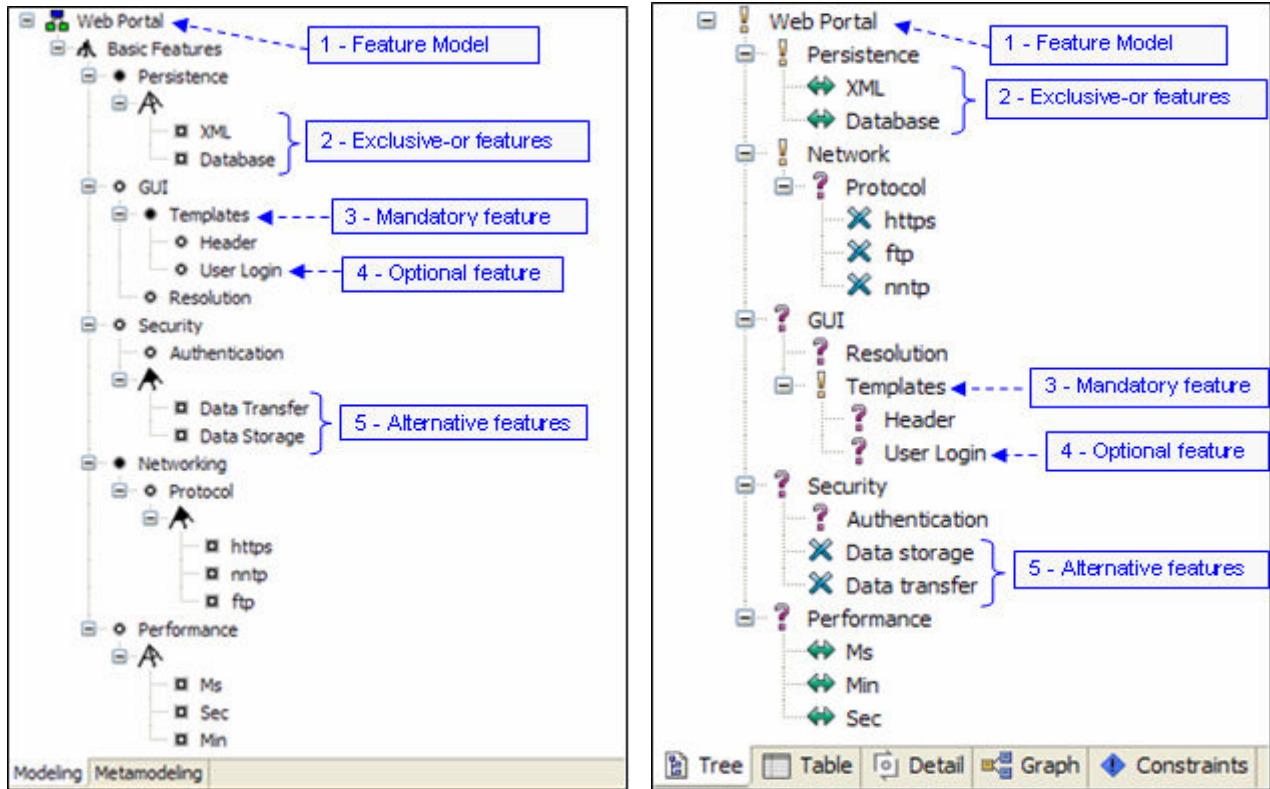 Web Portal
1 - Feature Model
Basic Features
Persistence
XML
2 - Exclusive-or features
Database
GUI
Templates
3 - Mandatory feature
Header
User Login
4 - Optional feature
Resolution
Security
Authentication
Data Transfer
5 - Alternative features
Data Storage
Networking
Protocol
https
nntp
ftp
Performance
Ms
Sec
Min
Modeling Metamodeling
Web Portal
1 - Feature Model
Persistence
XML
2 - Exclusive-or features
Database
Network
Protocol
https
ftp
nntp
GUI
Resolution
Templates
3 - Mandatory feature
Header
User Login
4 - Optional feature
Security
Authentication
Data storage
5 - Alternative features
Data transfer
Performance
Ms
Min
Sec
Tree Table Detail Graph Constraints